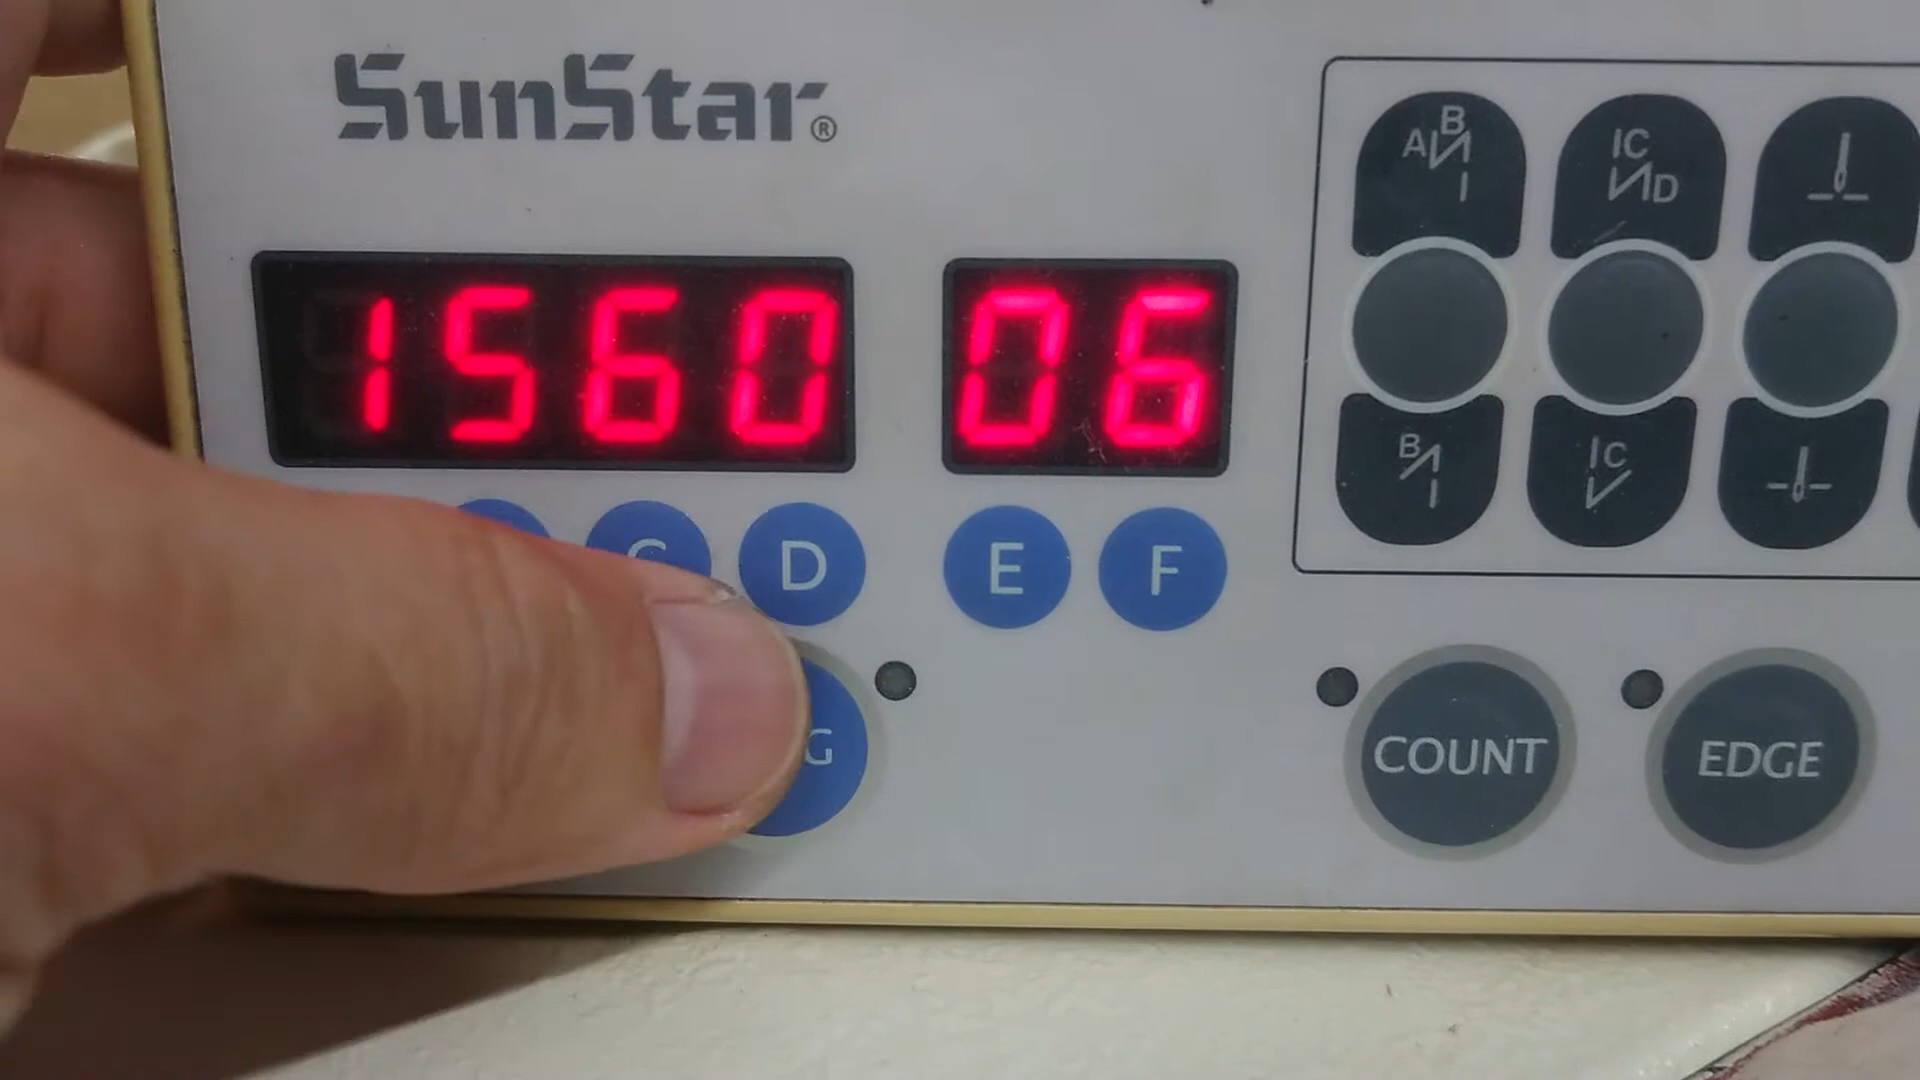 SunStar®
1560 06
A B I
IC D
B I
IC
C D E F
G
COUNT
EDGE